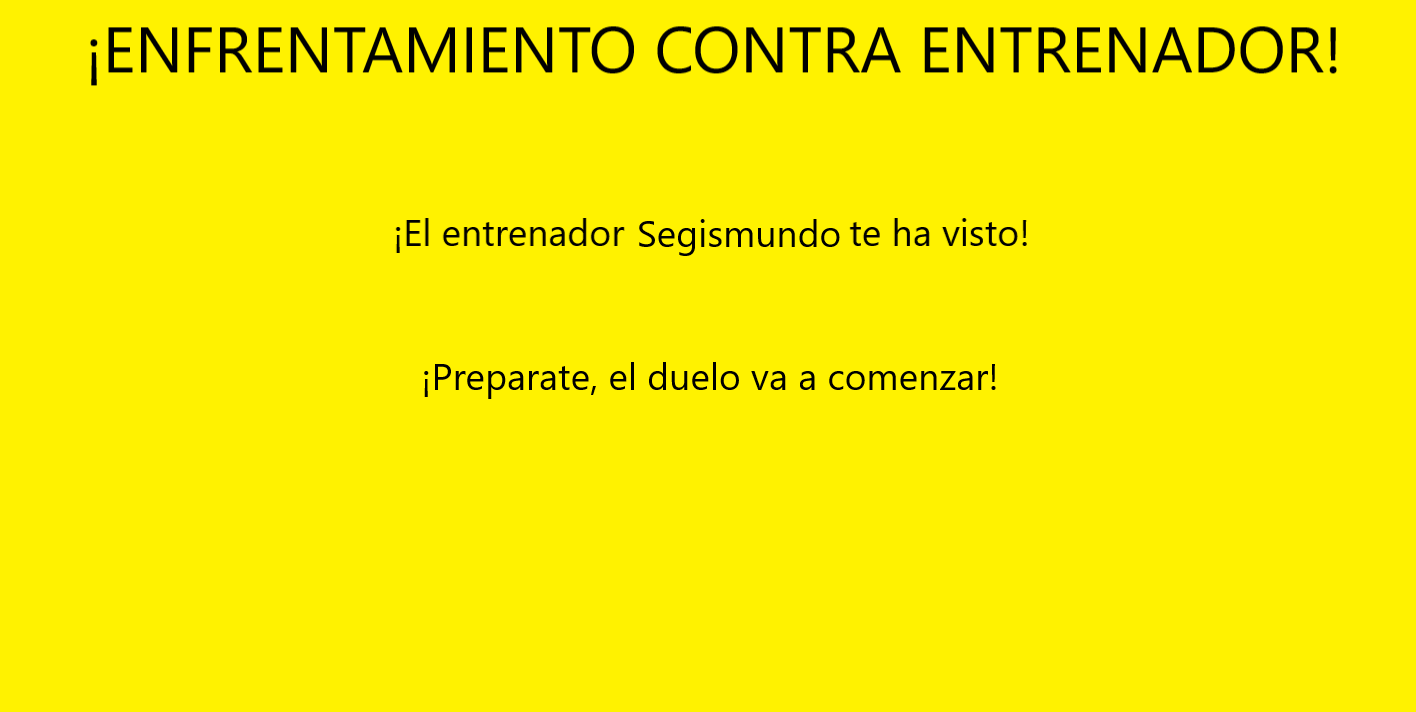 ¡ENFRENTAMIENTO CONTRA ENTRENADOR!
¡El entrenador Segismundo te ha visto!
¡Preparate, el duelo va a comenzar!